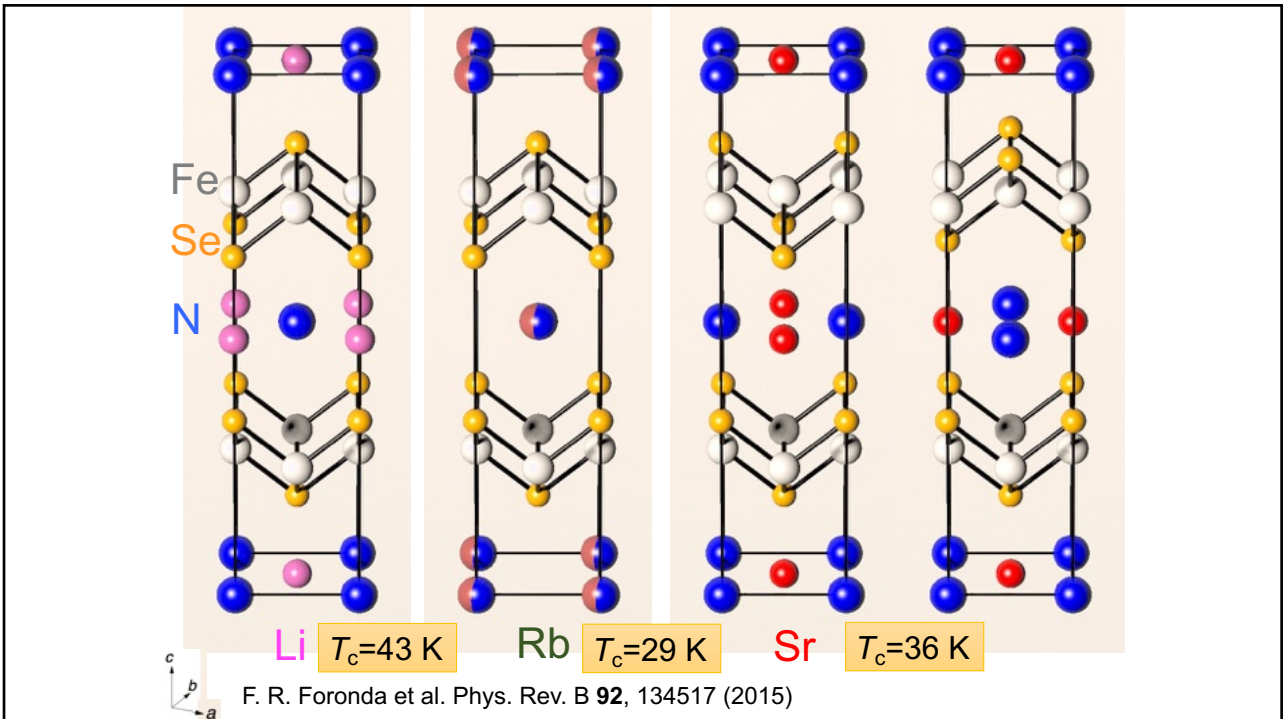 Fe
Se
N
Li Tc=43 K Rb Tc=29 K Sr Tc=36 K
c
b
a
F. R. Foronda et al. Phys. Rev. B 92, 134517 (2015)